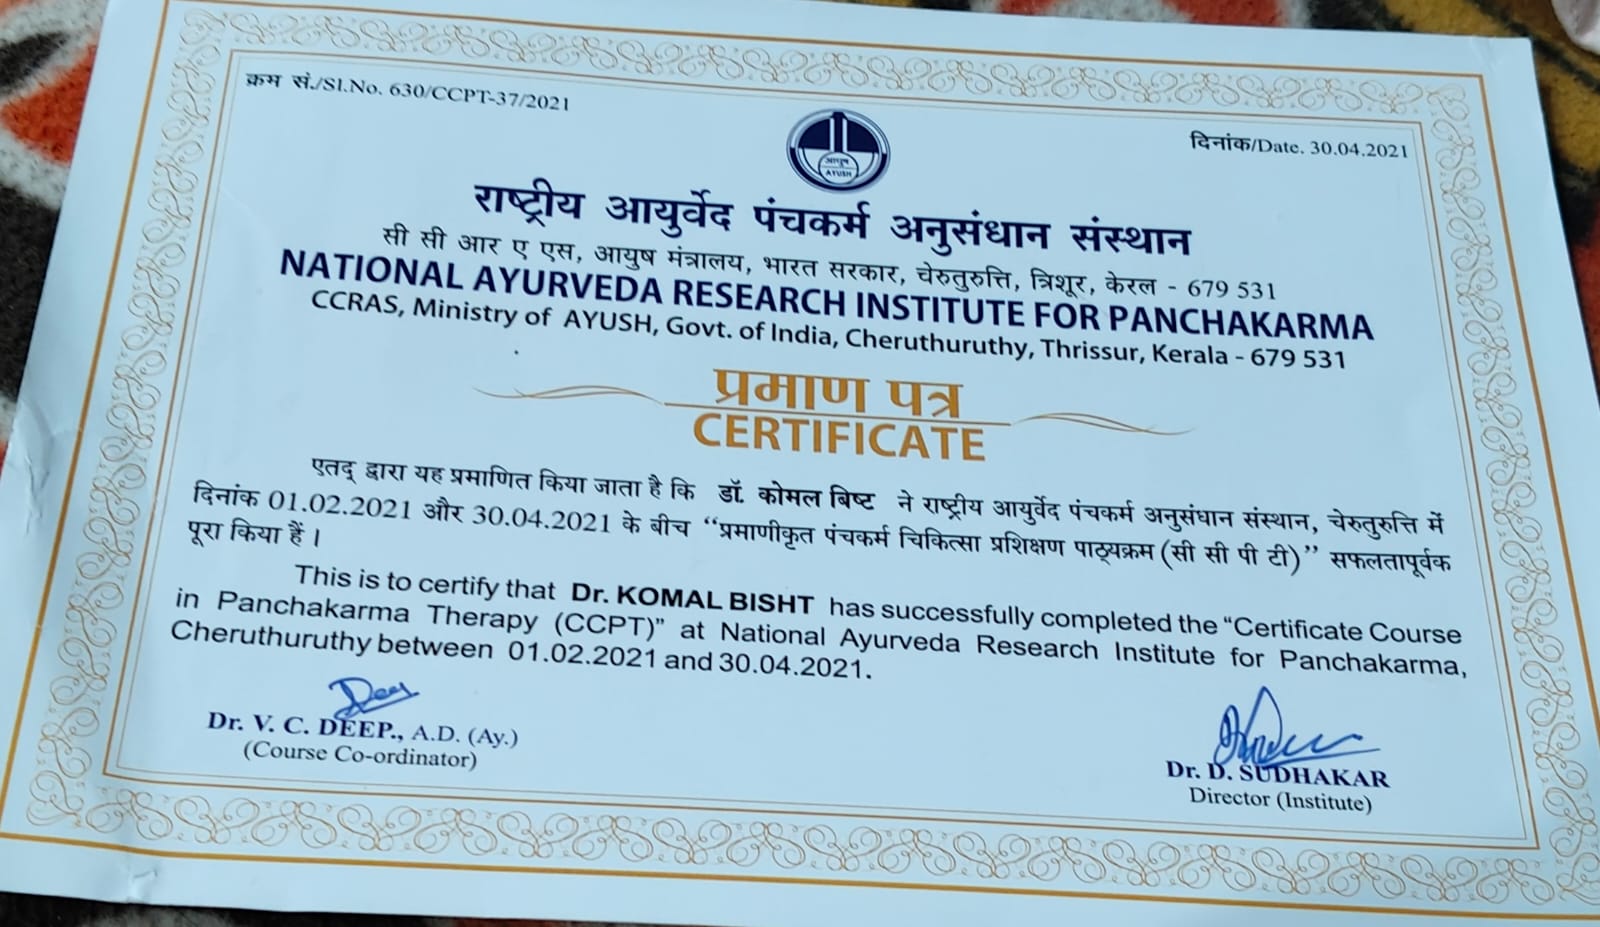 क्रम सं./Sl.No. 630/CCPT-37/2021
दिनांक/Date. 30.04.2021
आयुष
AYUSH
राष्ट्रीय आयुर्वेद पंचकर्म अनुसंधान संस्थान
सी सी आर ए एस, आयुष मंत्रालय, भारत सरकार, चेरुतुरुत्ति, त्रिशूर, केरल - 679 531
NATIONAL AYURVEDA RESEARCH INSTITUTE FOR PANCHAKARMA
CCRAS, Ministry of AYUSH, Govt. of India, Cheruthuruthy, Thrissur, Kerala - 679 531
प्रमाण पत्र
CERTIFICATE
एतद् द्वारा यह प्रमाणित किया जाता है कि डॉ. कोमल बिष्ट ने राष्ट्रीय आयुर्वेद पंचकर्म अनुसंधान संस्थान, चेरुतुरुत्ति में
दिनांक 01.02.2021 और 30.04.2021 के बीच “प्रमाणीकृत पंचकर्म चिकित्सा प्रशिक्षण पाठ्यक्रम (सी सी पी टी)” सफलतापूर्वक
पूरा किया हैं ।
This is to certify that Dr. KOMAL BISHT has successfully completed the “Certificate Course
in Panchakarma Therapy (CCPT)” at National Ayurveda Research Institute for Panchakarma,
Cheruthuruthy between 01.02.2021 and 30.04.2021.
Dr. V. C. DEEP., A.D. (Ay.)
(Course Co-ordinator)
Dr. D. SUDHAKAR
Director (Institute)